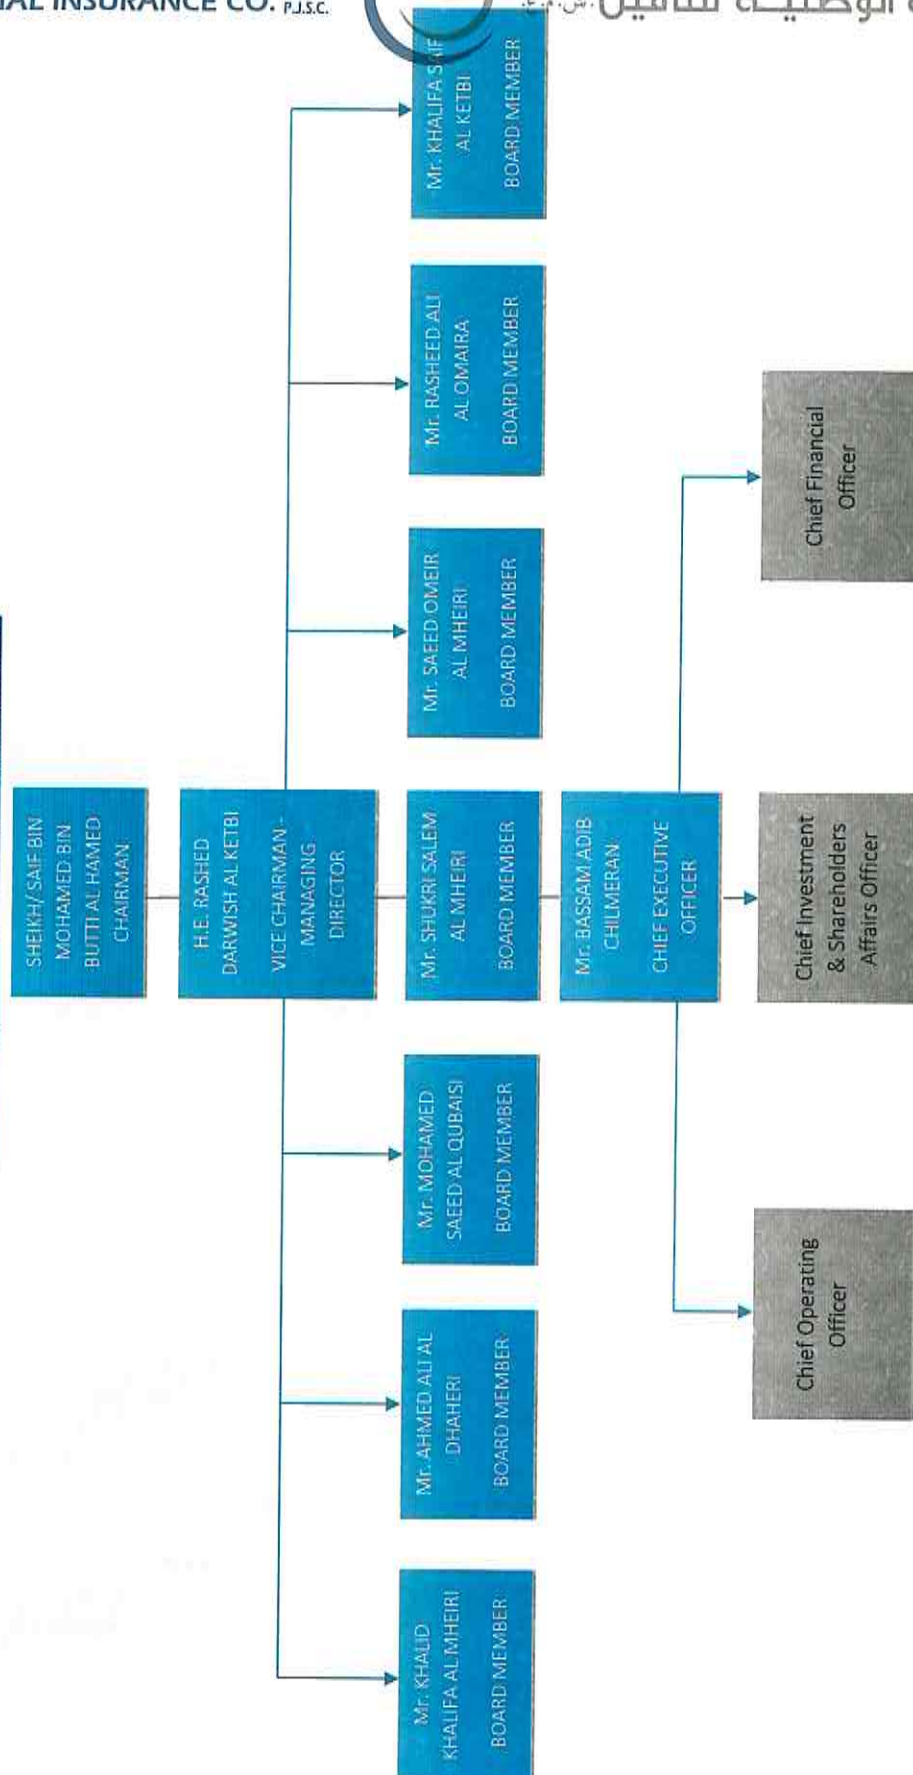 IAL INSURANCE CO. P.J.S.C.
SHEIKH/ SAIF BIN
MOHAMED BIN
BUTTI AL HAMED
CHAIRMAN
H.E. RASHED
DARWISH AL KETBI
VICE CHAIRMAN -
MANAGING
DIRECTOR
Mr. KHALID
KHALIFA AL MHEIRI
BOARD MEMBER
Mr. AHMED ALI AL
DHAHERI
BOARD MEMBER
Mr. MOHAMED
SAEED AL QUBAISI
BOARD MEMBER
Mr. SHUKRI SALEM
AL MHEIRI
BOARD MEMBER
Mr. SAEED OMEIR
AL MHEIRI
BOARD MEMBER
Mr. RASHEED ALI
AL OMAIRA
BOARD MEMBER
Mr. KHALIFA SAIF
AL KETBI
BOARD MEMBER
Mr. BASSAM ADIB
CHILMERAN
CHIEF EXECUTIVE
OFFICER
Chief Operating
Officer
Chief Investment
& Shareholders
Affairs Officer
Chief Financial
Officer